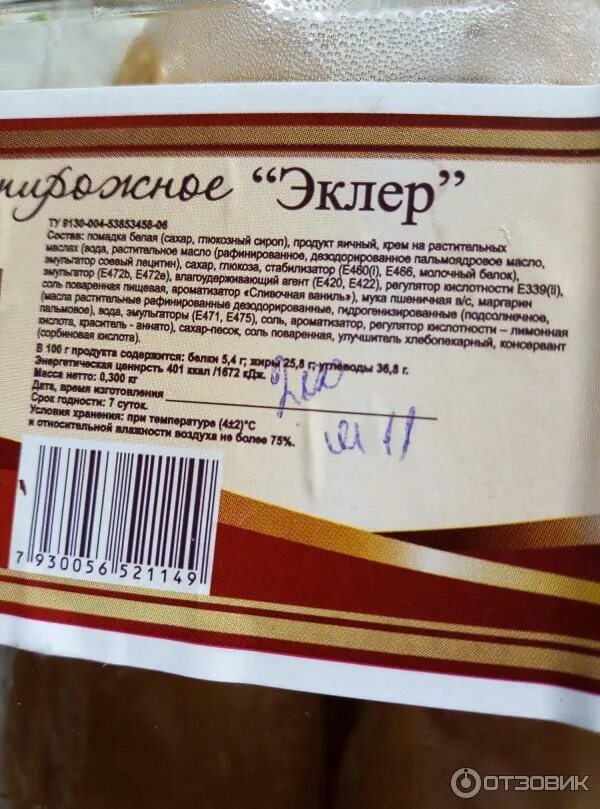 пирожное “Эклер”
ТУ 9130-004-53853458-06
Состав: помадка белая (сахар, глюкозный сироп), продукт яичный, крем на растительных
маслах (вода, растительное масло (рафинированное, дезодорированное пальмоядровое масло,
эмульгатор соевый лецитин), сахар, глюкоза, стабилизатор (Е460(i), Е466, молочный белок),
эмульгатор (Е472b, Е472е), влагоудерживающий агент (Е420, Е422), регулятор кислотности Е339(ii),
соль поваренная пищевая, ароматизатор «Сливочная ваниль»), мука пшеничная в/с, маргарин
(масла растительные рафинированные дезодорированные, гидрогенизированные (подсолнечное,
пальмовое), вода, эмульгаторы (Е471, Е475), соль, ароматизатор, регулятор кислотности – лимонная
кислота, краситель - аннато), сахар-песок, соль поваренная, улучшитель хлебопекарный, консервант
(сорбиновая кислота).
В 100 г продукта содержится: белки 5,4 г; жиры 25,8 г; углеводы 36,8 г.
Энергетическая ценнрсть 401 ккал /1672 кДж.
Масса нетто: 0,300 кг
Дата, время изготовления
Срок годности: 7 суток.
Условия хранения: при температуре (4±2)°С
и относительной влажности воздуха не более 75%.
11
7 930056 521149
ОТЗОВИК